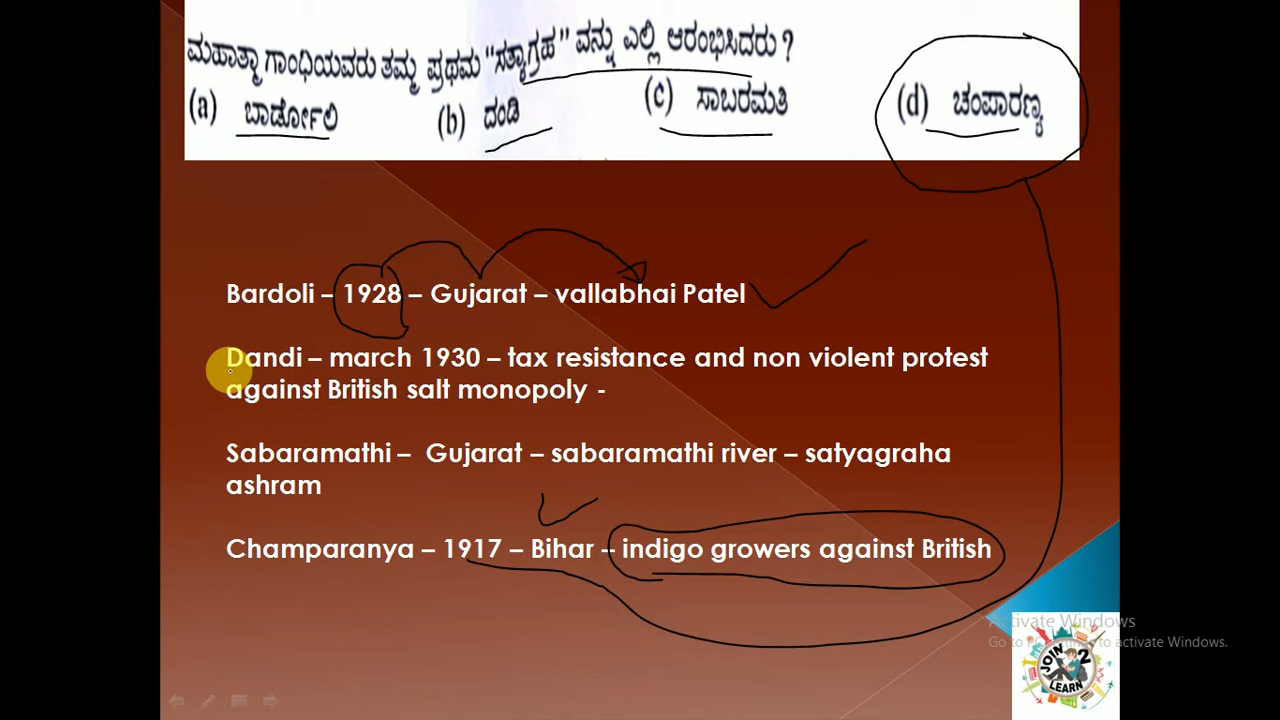 ಮಹಾತ್ಮಾ ಗಾಂಧಿಯವರು ತಮ್ಮ ಪ್ರಥಮ "ಸತ್ಯಾಗ್ರಹ" ವನ್ನು ಎಲ್ಲಿ ಆರಂಭಿಸಿದರು ?
(a) ಬಾರ್ಡೋಲಿ (b) ದಂಡಿ (c) ಸಾಬರಮತಿ (d) ಚಂಪಾರಣ್ಯ
Bardoli – 1928 – Gujarat – vallabhai Patel
Dandi – march 1930 – tax resistance and non violent protest
against British salt monopoly -
Sabaramathi – Gujarat – sabaramathi river – satyagraha
ashram
Champaranya – 1917 – Bihar – indigo growers against British
Activate Windows
Go to PC settings to activate Windows.
JOIN 2
LEARN